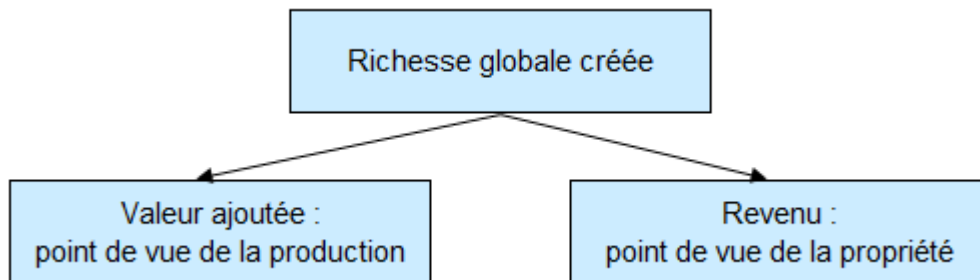 Richesse globale créée
Valeur ajoutée :
point de vue de la production
Revenu :
point de vue de la propriété